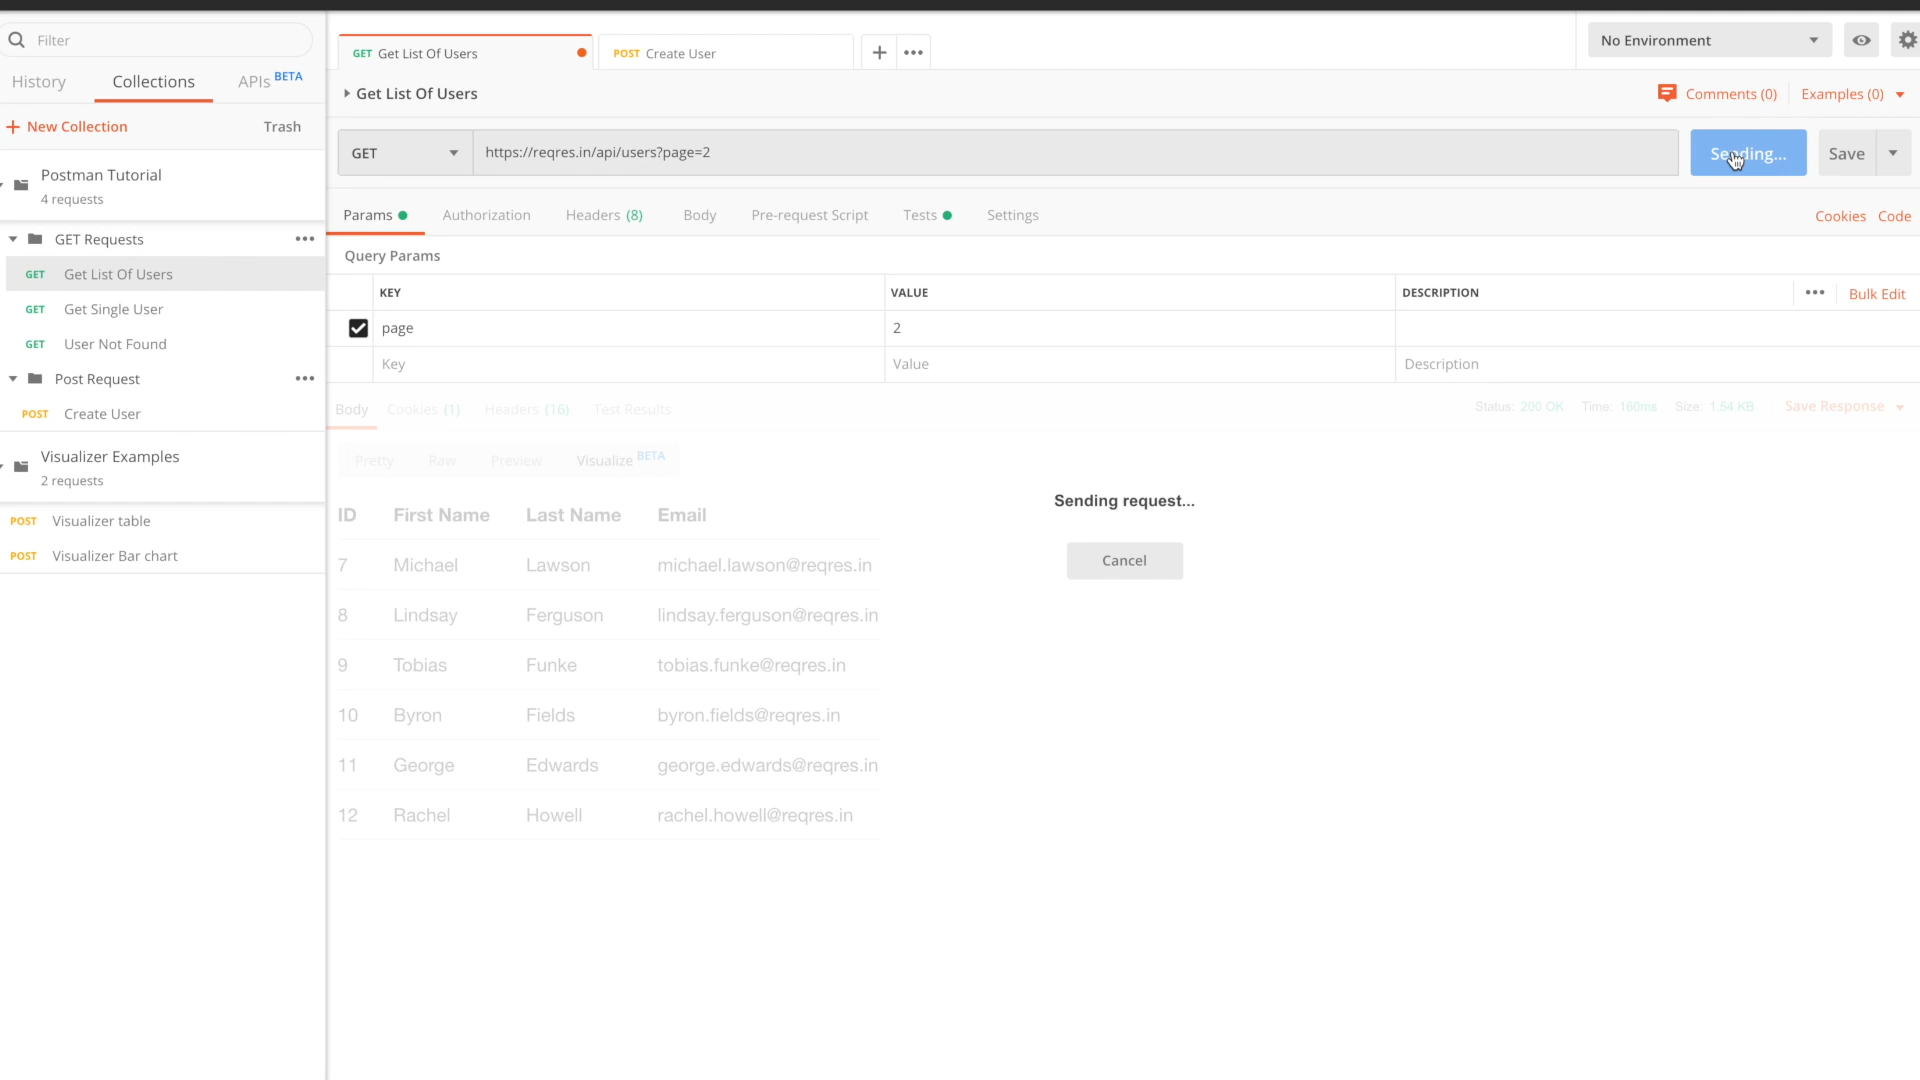 Filter
History
Collections
APIs BETA
New Collection
Trash
Postman Tutorial
4 requests
GET Requests
GET Get List Of Users
GET Get Single User
GET User Not Found
Post Request
POST Create User
Visualizer Examples
2 requests
POST Visualizer table
POST Visualizer Bar chart
GET Get List Of Users
POST Create User
No Environment
Get List Of Users
Comments (0)
Examples (0)
GET
https://reqres.in/api/users?page=2
Sending...
Save
Params
Authorization
Headers (8)
Body
Pre-request Script
Tests
Settings
Cookies
Code
Query Params
KEY VALUE DESCRIPTION
Bulk Edit
page 2
Key Value Description
Body
Cookies (1)
Headers (16)
Test Results
Status: 200 OK
Time: 160ms
Size: 1.54 KB
Save Response
Pretty
Raw
Preview
Visualize BETA
Sending request...
Cancel
ID First Name Last Name Email
7 Michael Lawson michael.lawson@reqres.in
8 Lindsay Ferguson lindsay.ferguson@reqres.in
9 Tobias Funke tobias.funke@reqres.in
10 Byron Fields byron.fields@reqres.in
11 George Edwards george.edwards@reqres.in
12 Rachel Howell rachel.howell@reqres.in